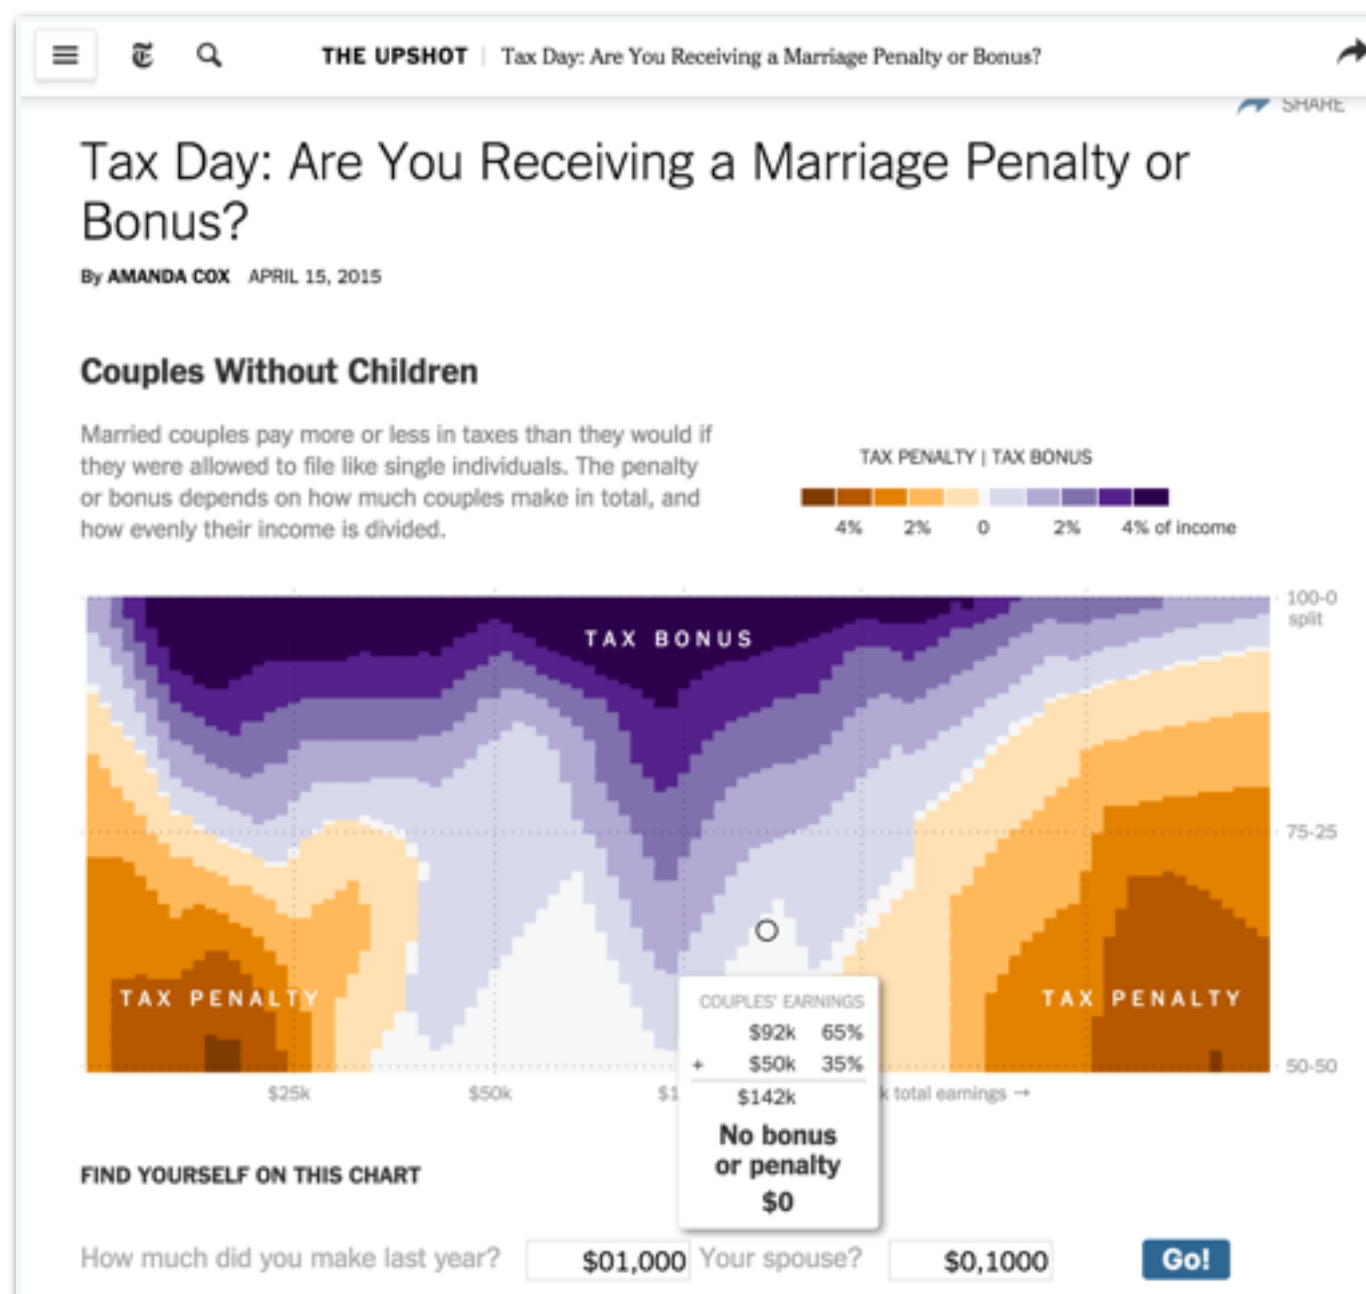 THE UPSHOT | Tax Day: Are You Receiving a Marriage Penalty or Bonus?
SHARE
Tax Day: Are You Receiving a Marriage Penalty or
Bonus?
By AMANDA COX APRIL 15, 2015
Couples Without Children
Married couples pay more or less in taxes than they would if
they were allowed to file like single individuals. The penalty
or bonus depends on how much couples make in total, and
how evenly their income is divided.
TAX PENALTY | TAX BONUS
4% 2% 0 2% 4% of income
100-0
split
TAX BONUS
75-25
TAX PENALTY
TAX PENALTY
COUPLES' EARNINGS
$92k 65%
+ $50k 35%
$142k
No bonus
or penalty
$0
50-50
$25k $50k $1 k total earnings →
FIND YOURSELF ON THIS CHART
How much did you make last year? $01,000 Your spouse? $0,1000 Go!